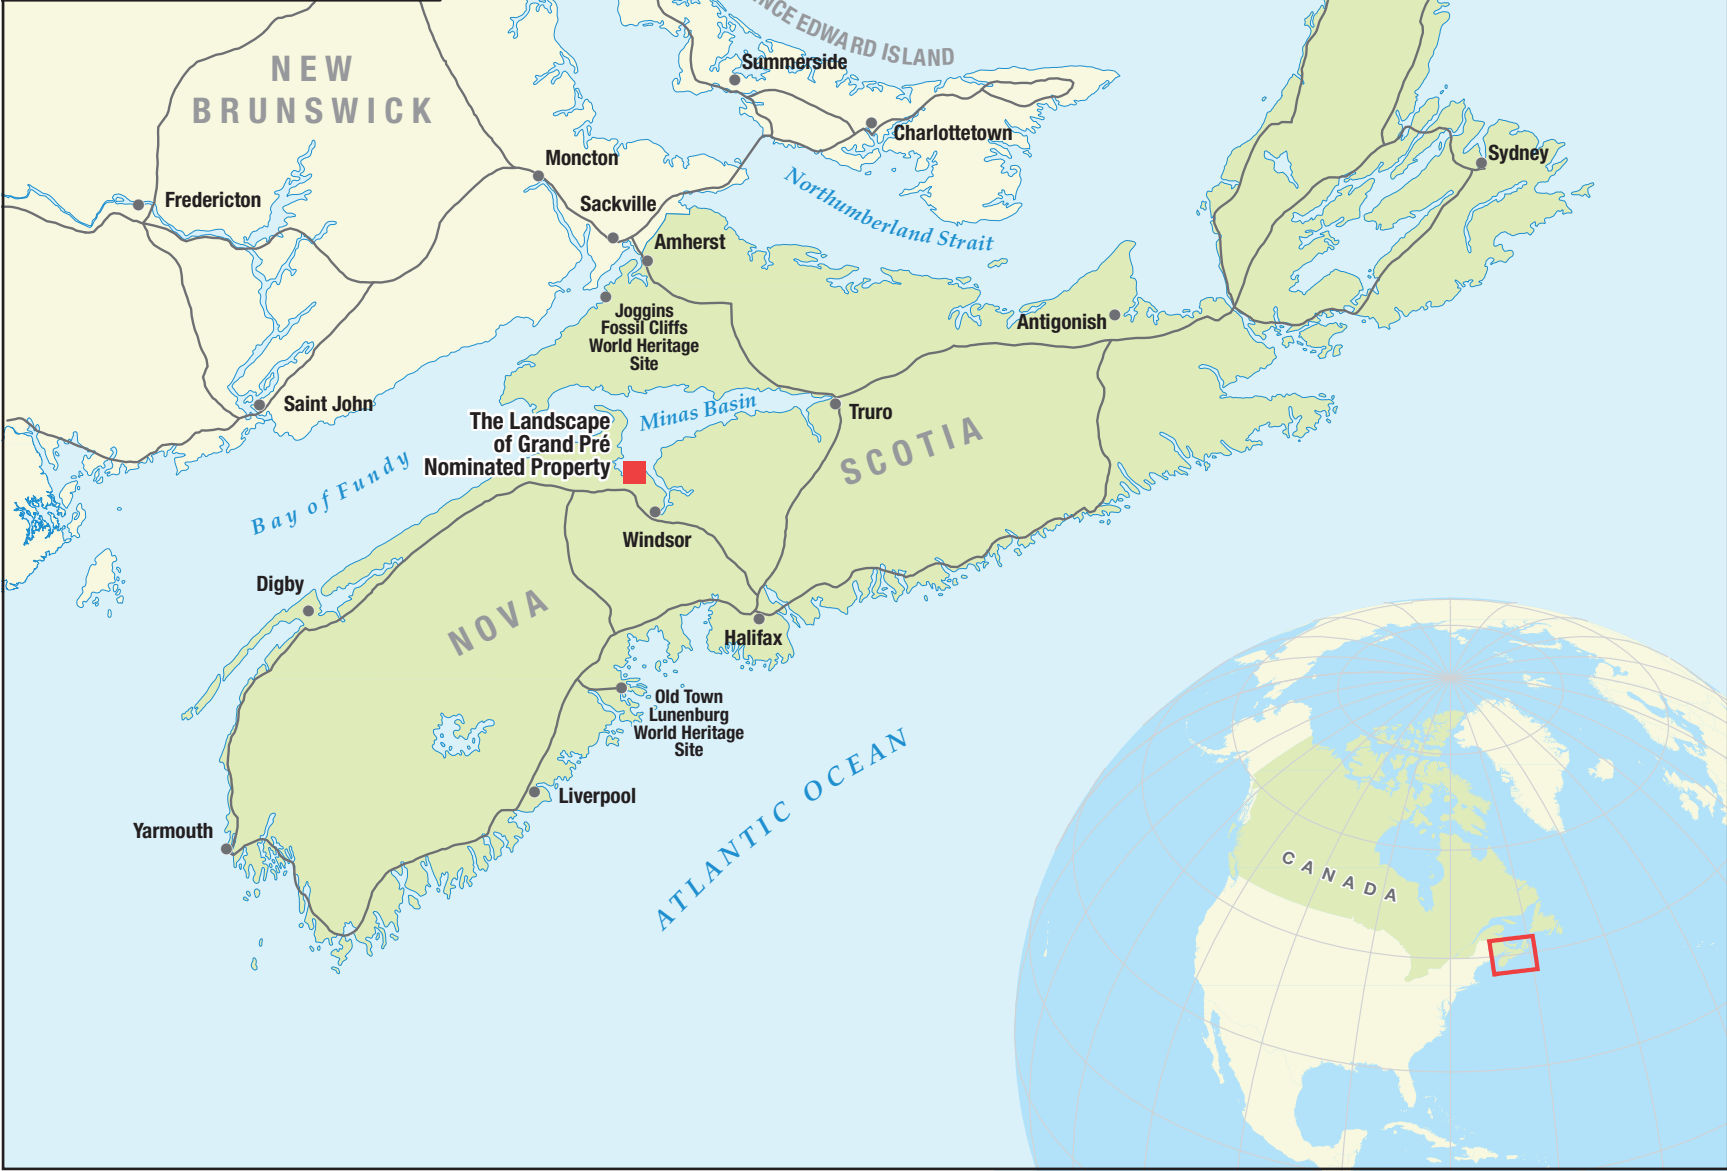 NCE EDWARD ISLAND
NEW
BRUNSWICK
Summerside
Charlottetown
Moncton
Sydney
Fredericton
Sackville
Northumberland Strait
Amherst
Joggins
Fossil Cliffs
World Heritage
Site
Antigonish
Saint John
Minas Basin
Truro
The Landscape
of Grand Pré
Nominated Property
SCOTIA
Bay of Fundy
Windsor
Digby
NOVA
Halifax
Old Town
Lunenburg
World Heritage
Site
ATLANTIC OCEAN
Liverpool
Yarmouth
CANADA